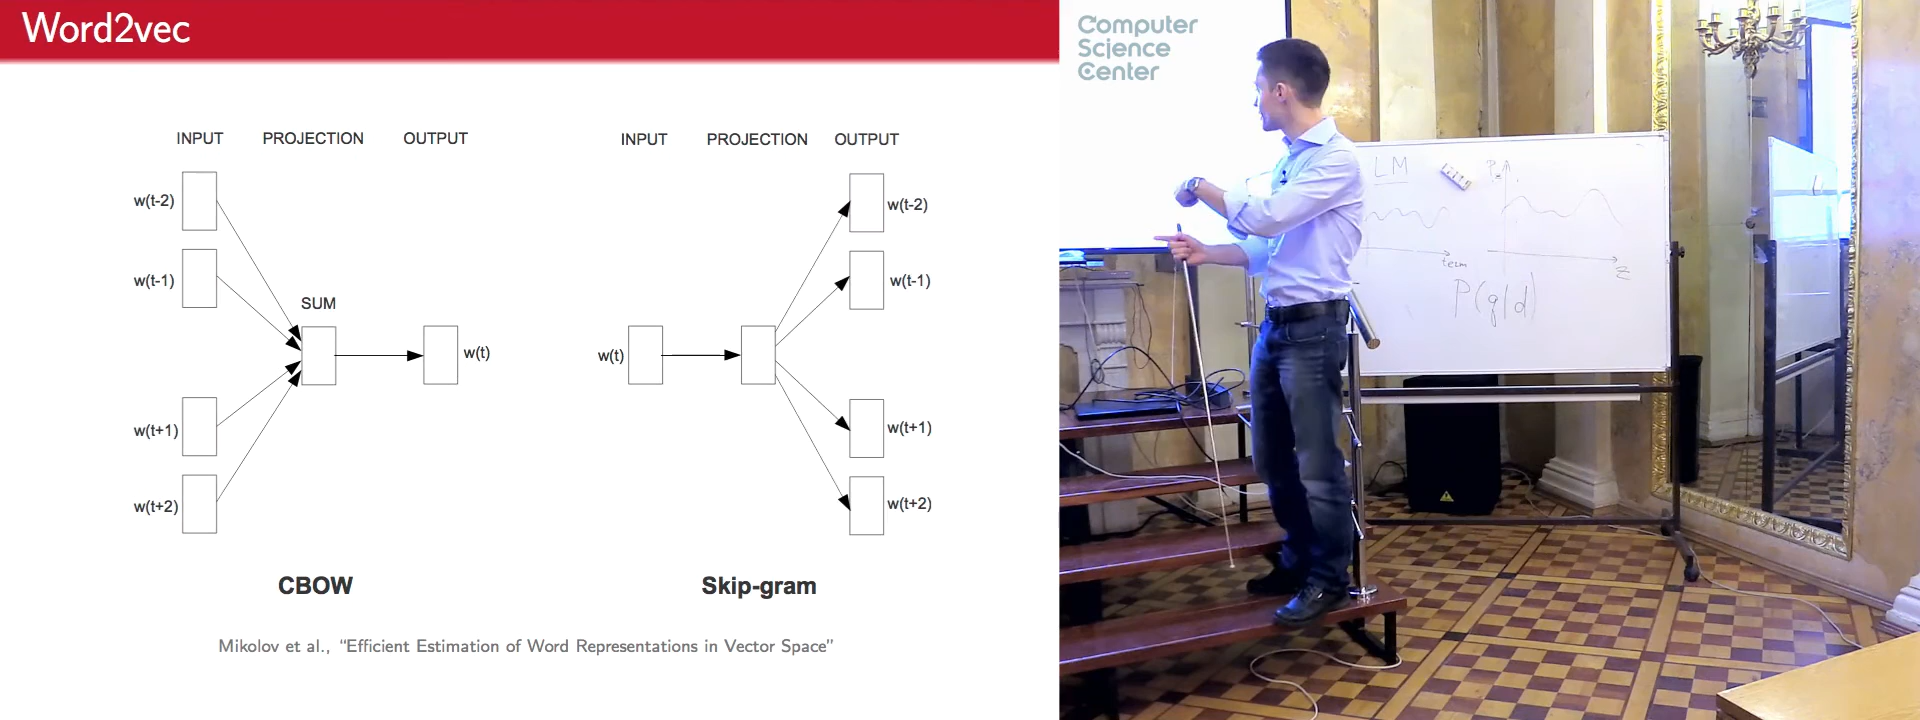 Word2vec
INPUT PROJECTION OUTPUT
w(t-2)
w(t-1)
SUM
w(t)
w(t+1)
w(t+2)
CBOW
INPUT PROJECTION OUTPUT
w(t-2)
w(t-1)
w(t)
w(t+1)
w(t+2)
Skip-gram
Mikolov et al., “Efficient Estimation of Word Representations in Vector Space”
Computer
Science
Center
LM
term
Z
P(q|d)